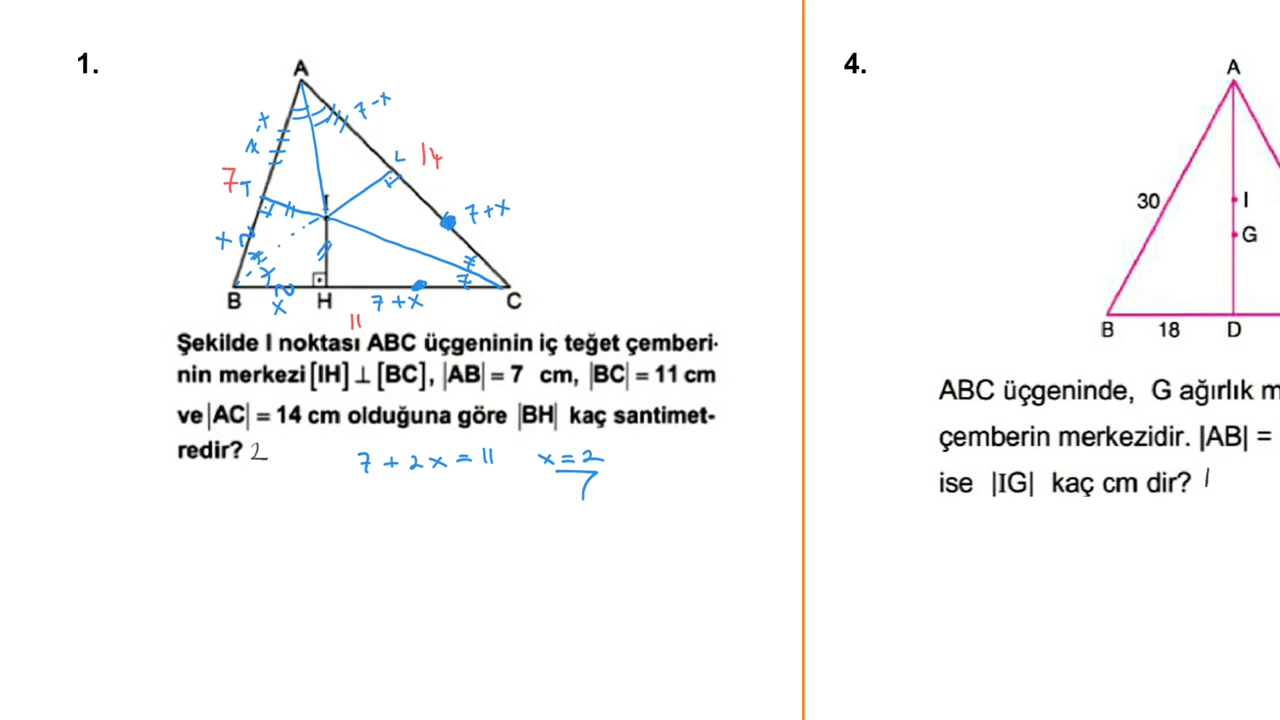 1.
A
7-x
7-x
L
14
7
T
I
x
7+x
B
H
C
x
7+x
11
Şekilde I noktası ABC üçgeninin iç teğet çemberi-
nin merkezi [IH] ⊥ [BC], |AB| = 7 cm, |BC| = 11 cm
ve |AC| = 14 cm olduğuna göre |BH| kaç santimet-
redir? 2
7 + 2x = 11 x = 2
4.
A
30
I
G
B
18
D
ABC üçgeninde, G ağırlık m
çemberin merkezidir. |AB| =
ise |IG| kaç cm dir? 1